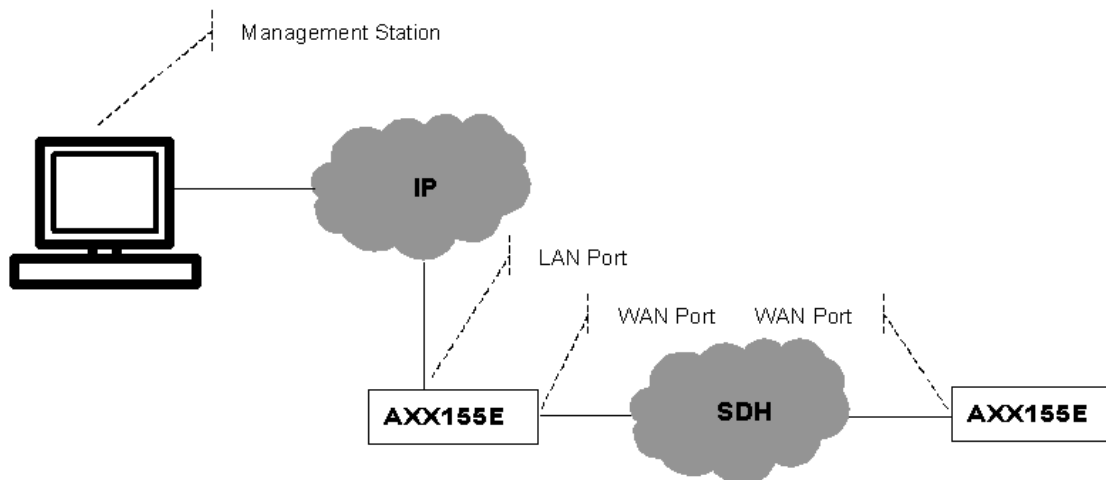 Management Station
IP
LAN Port
WAN Port
WAN Port
AXX155E
SDH
AXX155E